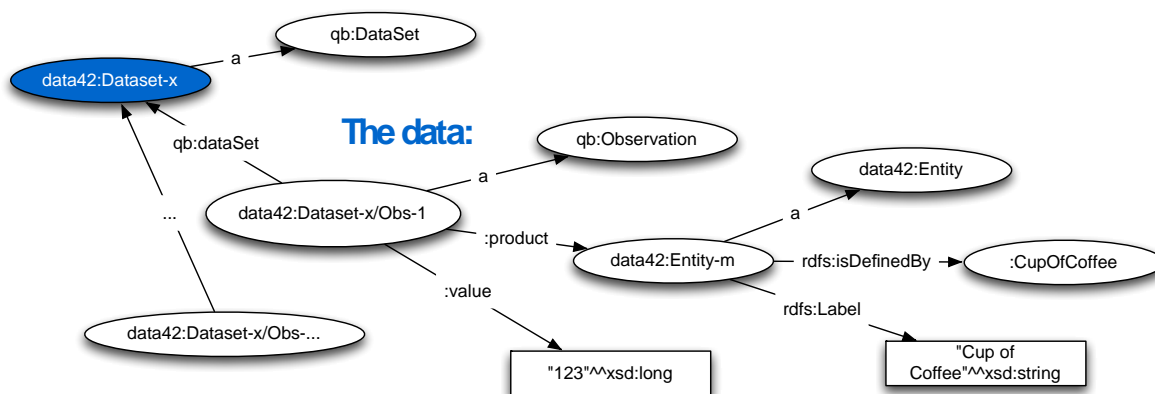 qb:DataSet
a
data42:Dataset-x
The data:
qb:dataSet
qb:Observation
a
data42:Entity
a
data42:Dataset-x/Obs-1
...
:product
data42:Entity-m
rdfs:isDefinedBy
:CupOfCoffee
:value
rdfs:Label
data42:Dataset-x/Obs-...
"123"^^xsd:long
"Cup of
Coffee"^^xsd:string